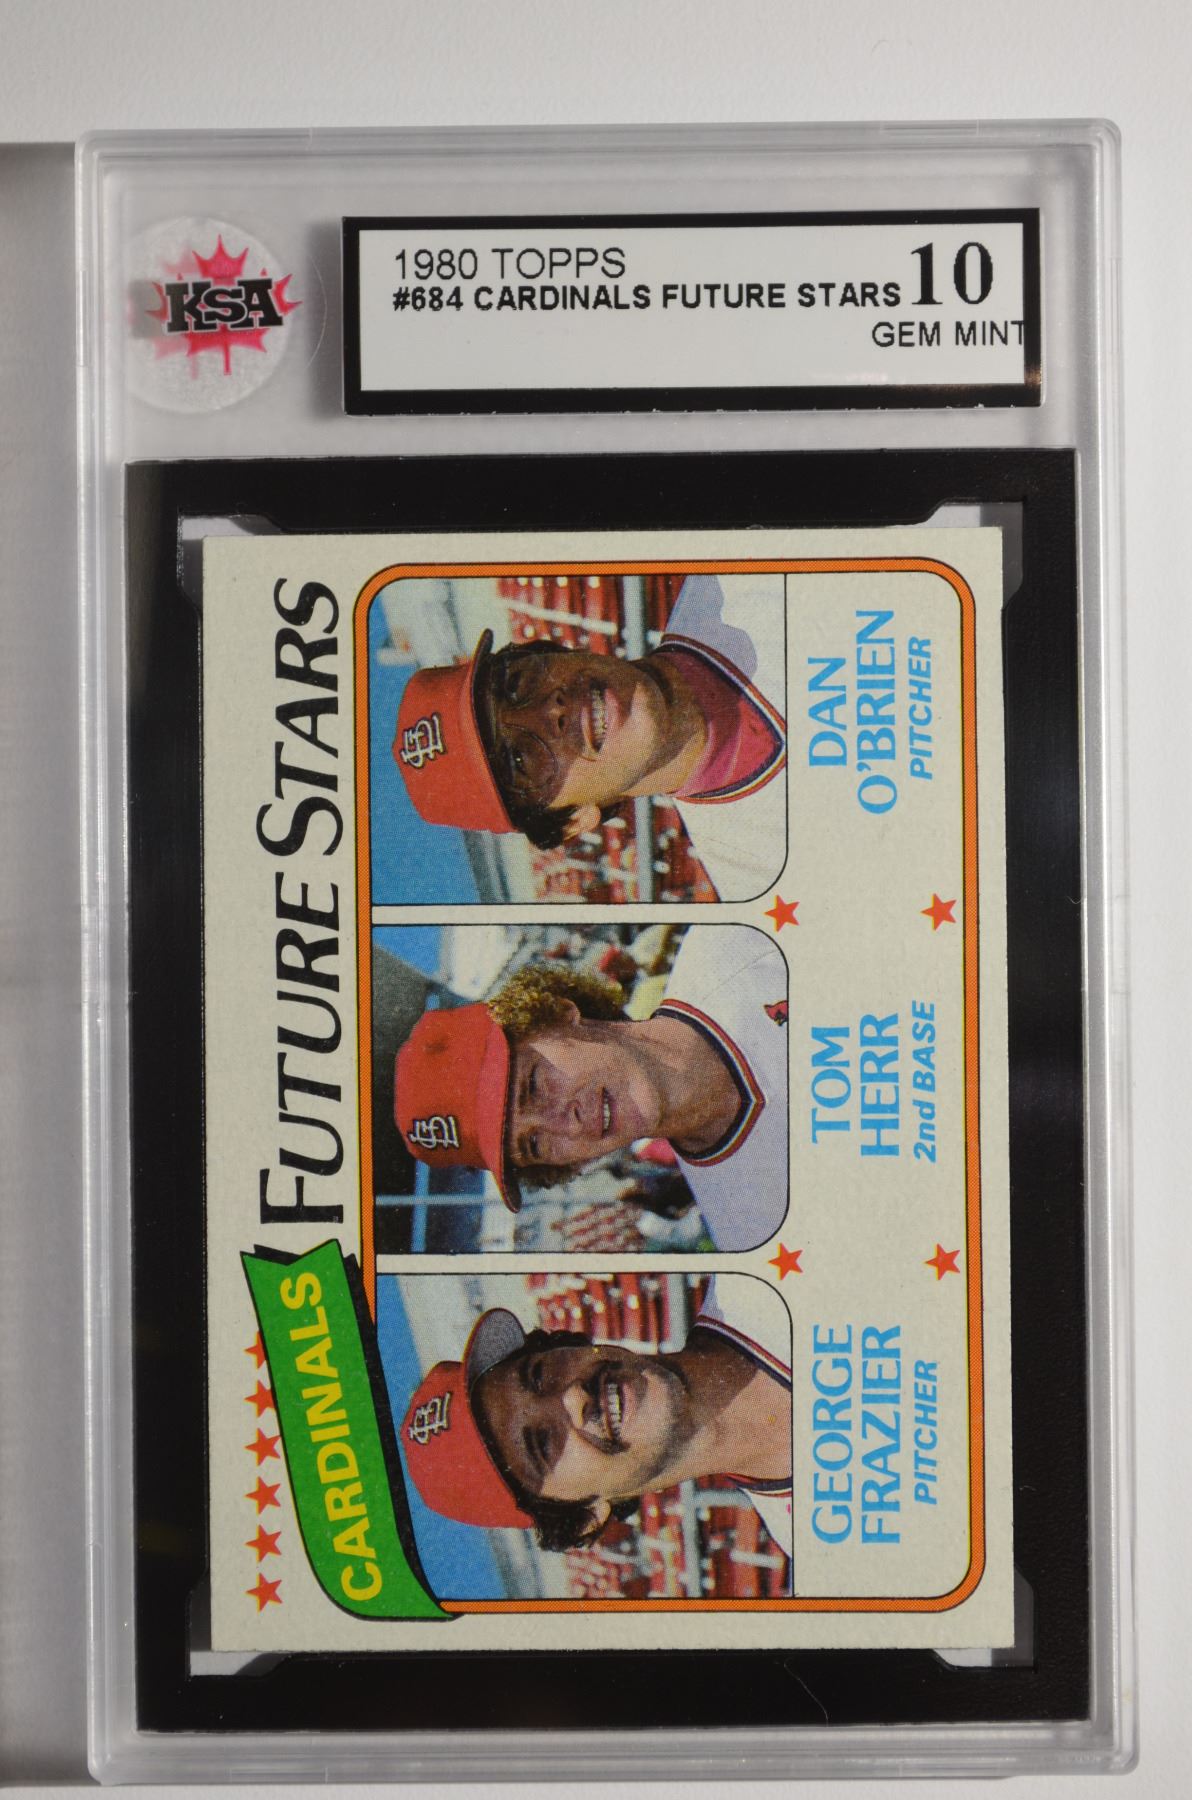 KSA
1980 TOPPS
#684 CARDINALS FUTURE STARS
10
GEM MINT
CARDINALS
FUTURE STARS
GEORGE
FRAZIER
PITCHER
TOM
HERR
2nd BASE
DAN
O'BRIEN
PITCHER